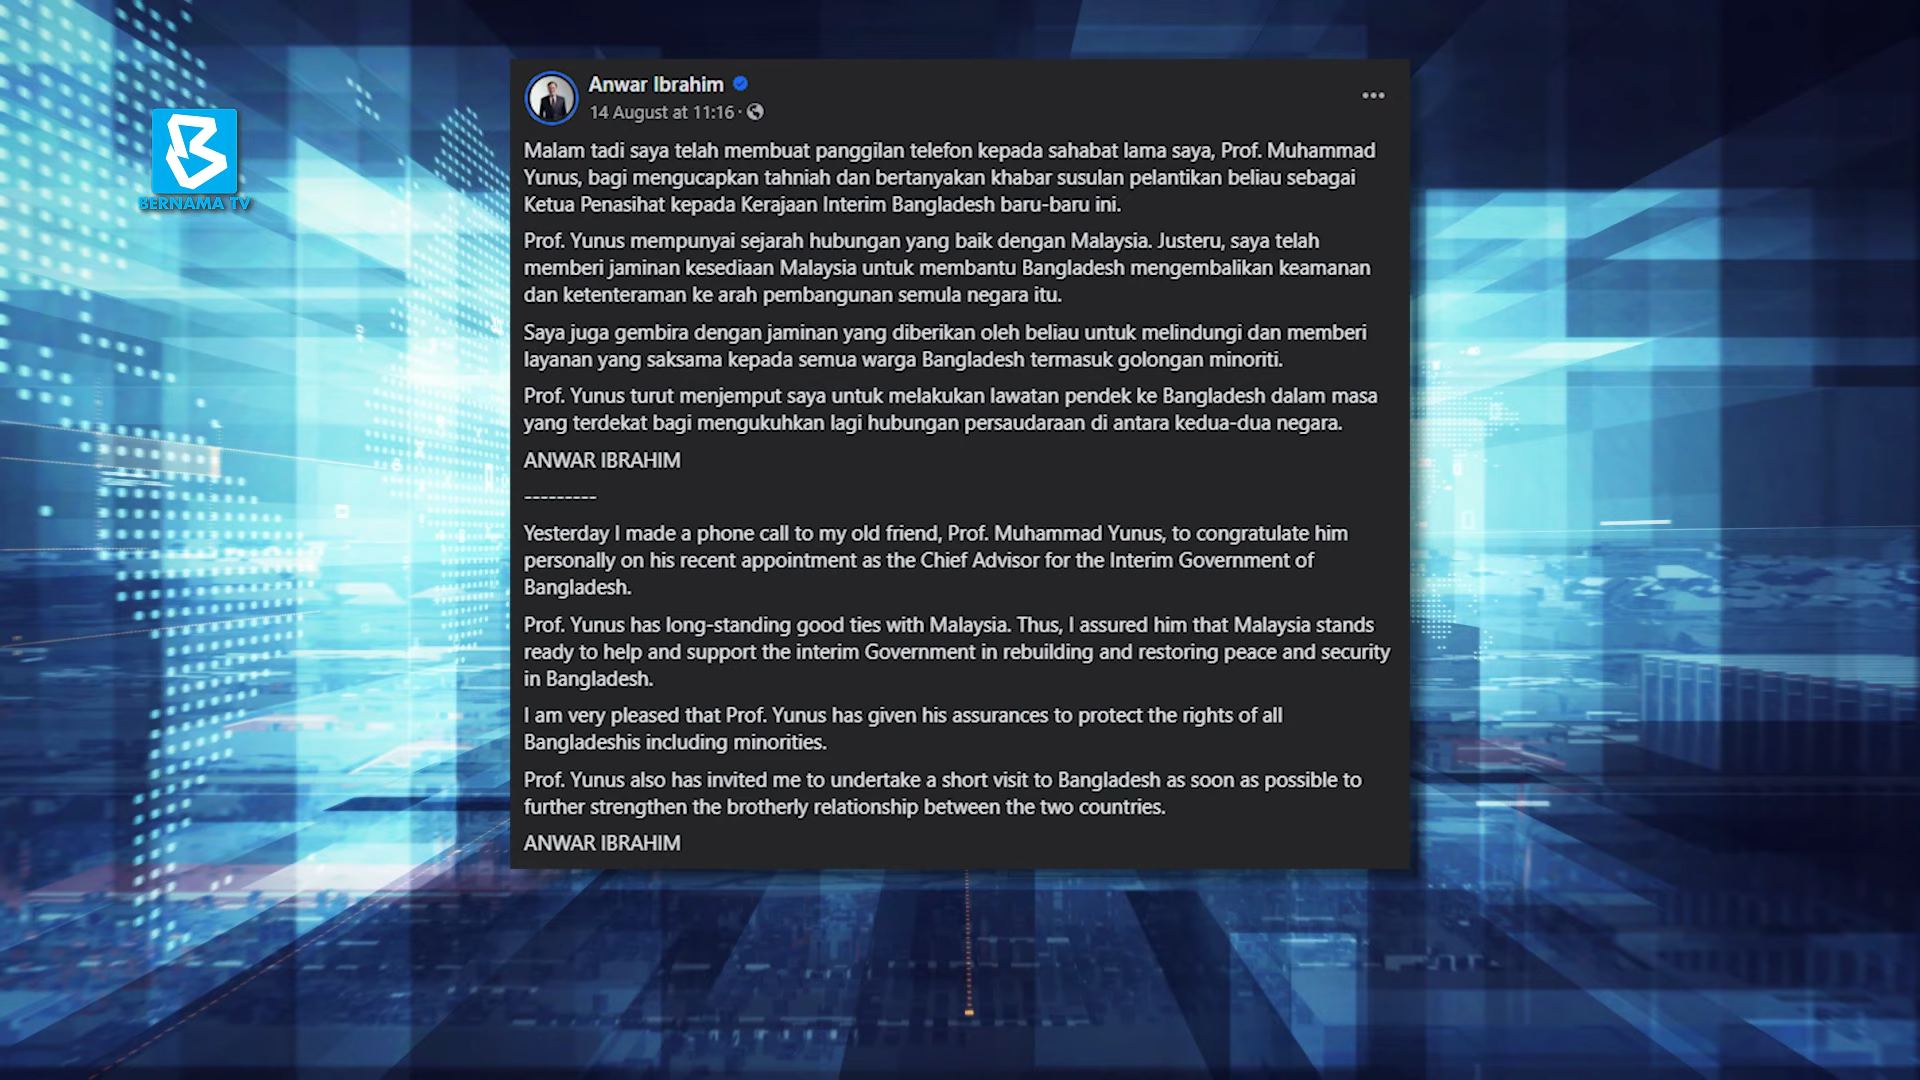 BERNAMA TV
Anwar Ibrahim
14 August at 11:16 ·
Malam tadi saya telah membuat panggilan telefon kepada sahabat lama saya, Prof. Muhammad
Yunus, bagi mengucapkan tahniah dan bertanyakan khabar susulan pelantikan beliau sebagai
Ketua Penasihat kepada Kerajaan Interim Bangladesh baru-baru ini.
Prof. Yunus mempunyai sejarah hubungan yang baik dengan Malaysia. Justeru, saya telah
memberi jaminan kesediaan Malaysia untuk membantu Bangladesh mengembalikan keamanan
dan ketenteraman ke arah pembangunan semula negara itu.
Saya juga gembira dengan jaminan yang diberikan oleh beliau untuk melindungi dan memberi
layanan yang saksama kepada semua warga Bangladesh termasuk golongan minoriti.
Prof. Yunus turut menjemput saya untuk melakukan lawatan pendek ke Bangladesh dalam masa
yang terdekat bagi mengukuhkan lagi hubungan persaudaraan di antara kedua-dua negara.
ANWAR IBRAHIM
---------
Yesterday I made a phone call to my old friend, Prof. Muhammad Yunus, to congratulate him
personally on his recent appointment as the Chief Advisor for the Interim Government of
Bangladesh.
Prof. Yunus has long-standing good ties with Malaysia. Thus, I assured him that Malaysia stands
ready to help and support the interim Government in rebuilding and restoring peace and security
in Bangladesh.
I am very pleased that Prof. Yunus has given his assurances to protect the rights of all
Bangladeshis including minorities.
Prof. Yunus also has invited me to undertake a short visit to Bangladesh as soon as possible to
further strengthen the brotherly relationship between the two countries.
ANWAR IBRAHIM